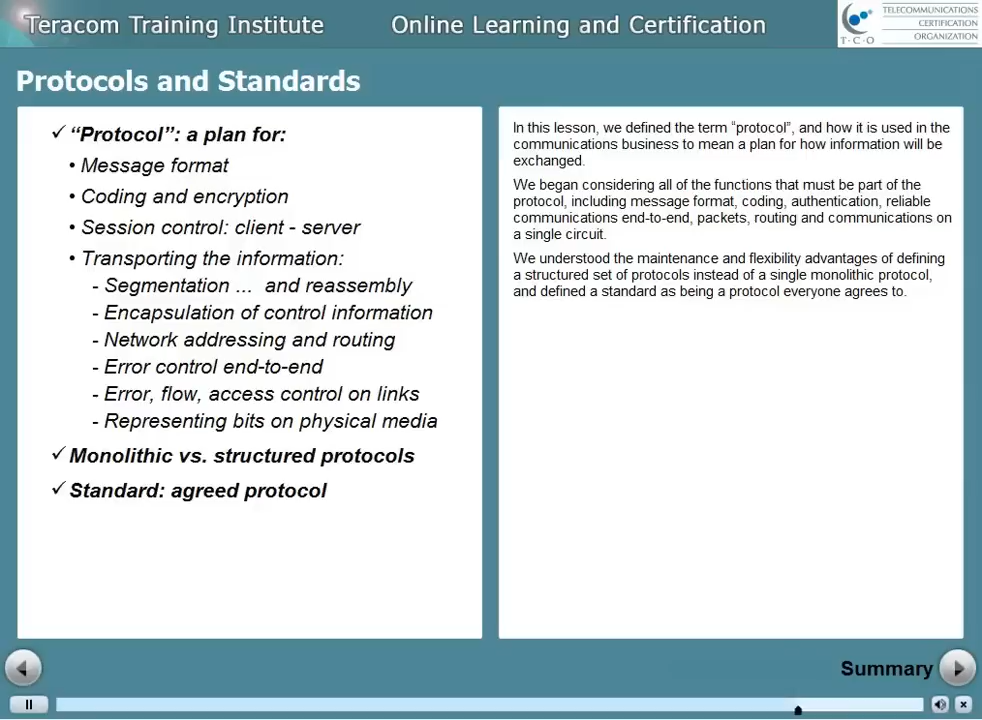 Teracom Training Institute
Online Learning and Certification
TELECOMMUNICATIONS
CERTIFICATION
ORGANIZATION
T·C·O
Protocols and Standards
✓ “Protocol”: a plan for:
• Message format
• Coding and encryption
• Session control: client - server
• Transporting the information:
- Segmentation ... and reassembly
- Encapsulation of control information
- Network addressing and routing
- Error control end-to-end
- Error, flow, access control on links
- Representing bits on physical media
✓ Monolithic vs. structured protocols
✓ Standard: agreed protocol
In this lesson, we defined the term “protocol”, and how it is used in the
communications business to mean a plan for how information will be
exchanged.
We began considering all of the functions that must be part of the
protocol, including message format, coding, authentication, reliable
communications end-to-end, packets, routing and communications on
a single circuit.
We understood the maintenance and flexibility advantages of defining
a structured set of protocols instead of a single monolithic protocol,
and defined a standard as being a protocol everyone agrees to.
Summary